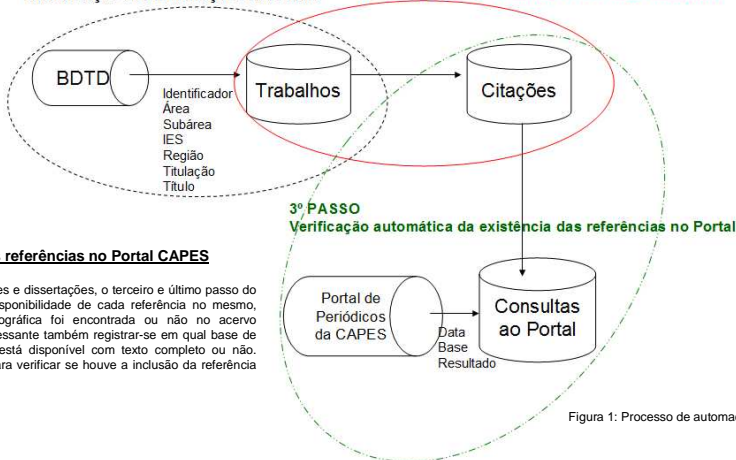 BDTD
Trabalhos
Citações
Identificador
Área
Subárea
IES
Região
Titulação
Título
3º PASSO
Verificação automática da existência das referências no Portal
referências no Portal CAPES
es e dissertações, o terceiro e último passo do
sponibilidade de cada referência no mesmo,
ográfica foi encontrada ou não no acervo
essante também registrar-se em qual base de
está disponível com texto completo ou não.
ara verificar se houve a inclusão da referência
Portal de
Periódicos
da CAPES
Data
Base
Resultado
Consultas
ao Portal
Figura 1: Processo de automa